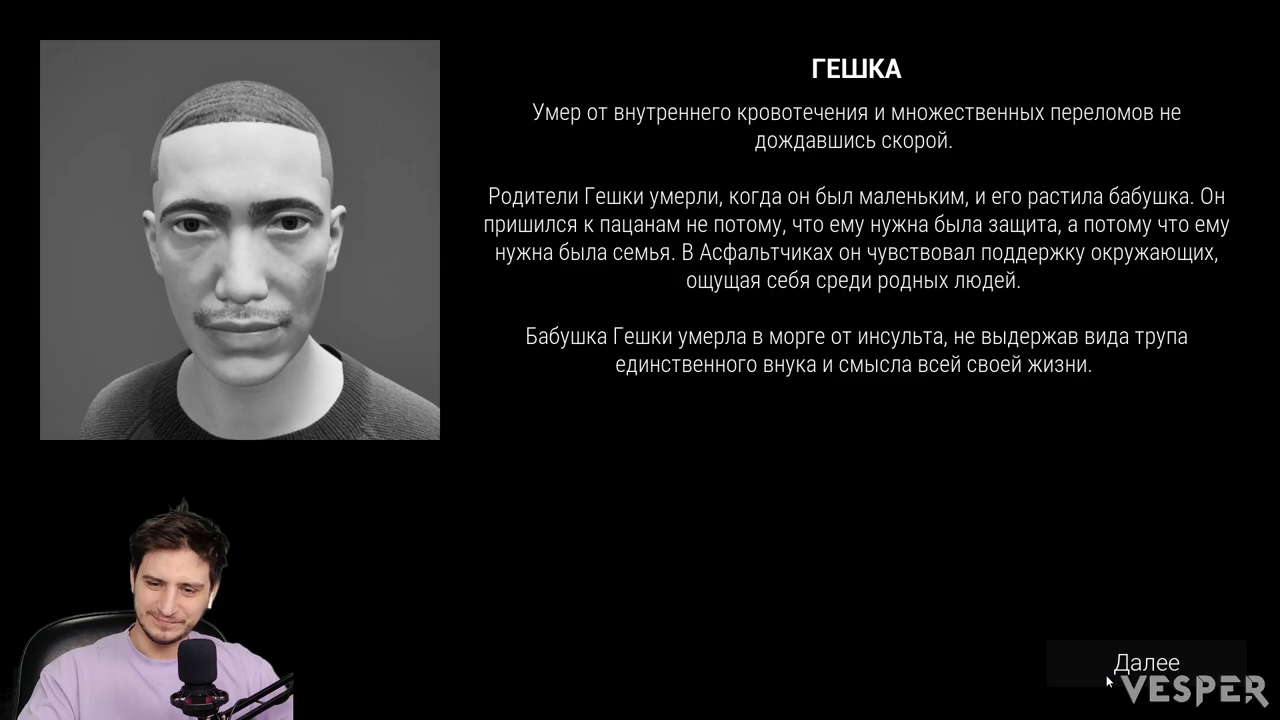 ГЕШКА
Умер от внутреннего кровотечения и множественных переломов не
дождавшись скорой.
Родители Гешки умерли, когда он был маленьким, и его растила бабушка. Он
пришился к пацанам не потому, что ему нужна была защита, а потому что ему
нужна была семья. В Асфальтчиках он чувствовал поддержку окружающих,
ощущая себя среди родных людей.
Бабушка Гешки умерла в морге от инсульта, не выдержав вида трупа
единственного внука и смысла всей своей жизни.
Далее
VESPER